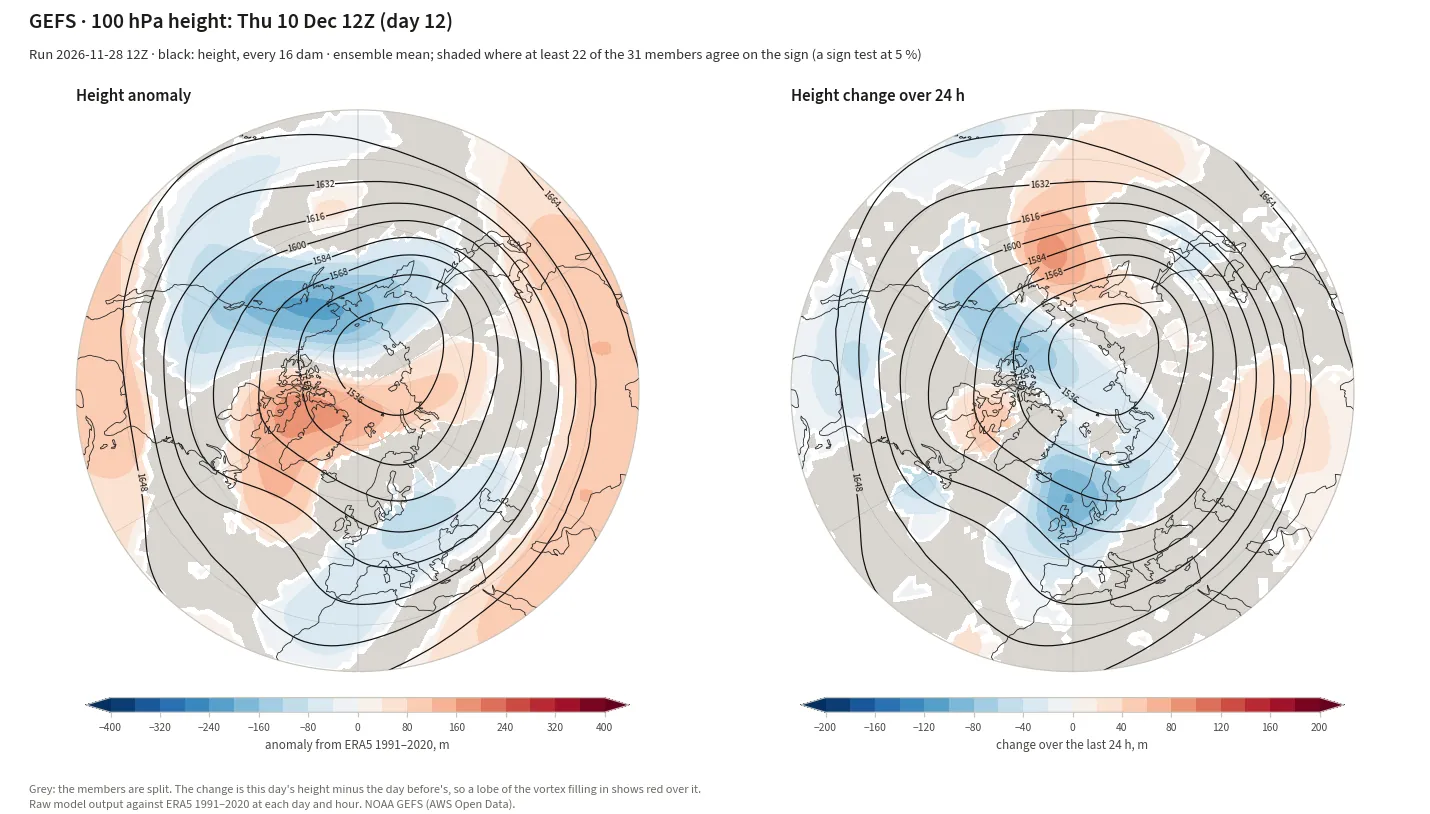 GEFS · 100 hPa height: Thu 10 Dec 12Z (day 12)
Run 2026-11-28 12Z · black: height, every 16 dam · ensemble mean; shaded where at least 22 of the 31 members agree on the sign (a sign test at 5 %)
Height anomaly
Height change over 24 h
1632
1616
1600
1584
1568
1536
1664
1648
1632
1616
1600
1584
1568
1536
1664
1648
−400 −320 −240 −160 −80 0 80 160 240 320 400
anomaly from ERA5 1991–2020, m
−200 −160 −120 −80 −40 0 40 80 120 160 200
change over the last 24 h, m
Grey: the members are split. The change is this day's height minus the day before's, so a lobe of the vortex filling in shows red over it.
Raw model output against ERA5 1991–2020 at each day and hour. NOAA GEFS (AWS Open Data).